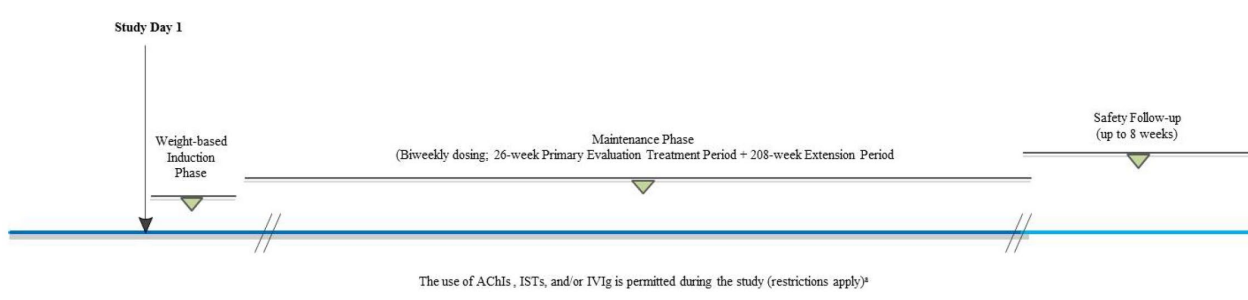 Study Day 1
Weight-based
Induction
Phase
Maintenance Phase
(Biweekly dosing; 26-week Primary Evaluation Treatment Period + 208-week Extension Period
Safety Follow-up
(up to 8 weeks)
The use of AChIs , ISTs, and/or IVIg is permitted during the study (restrictions apply)ᵃ